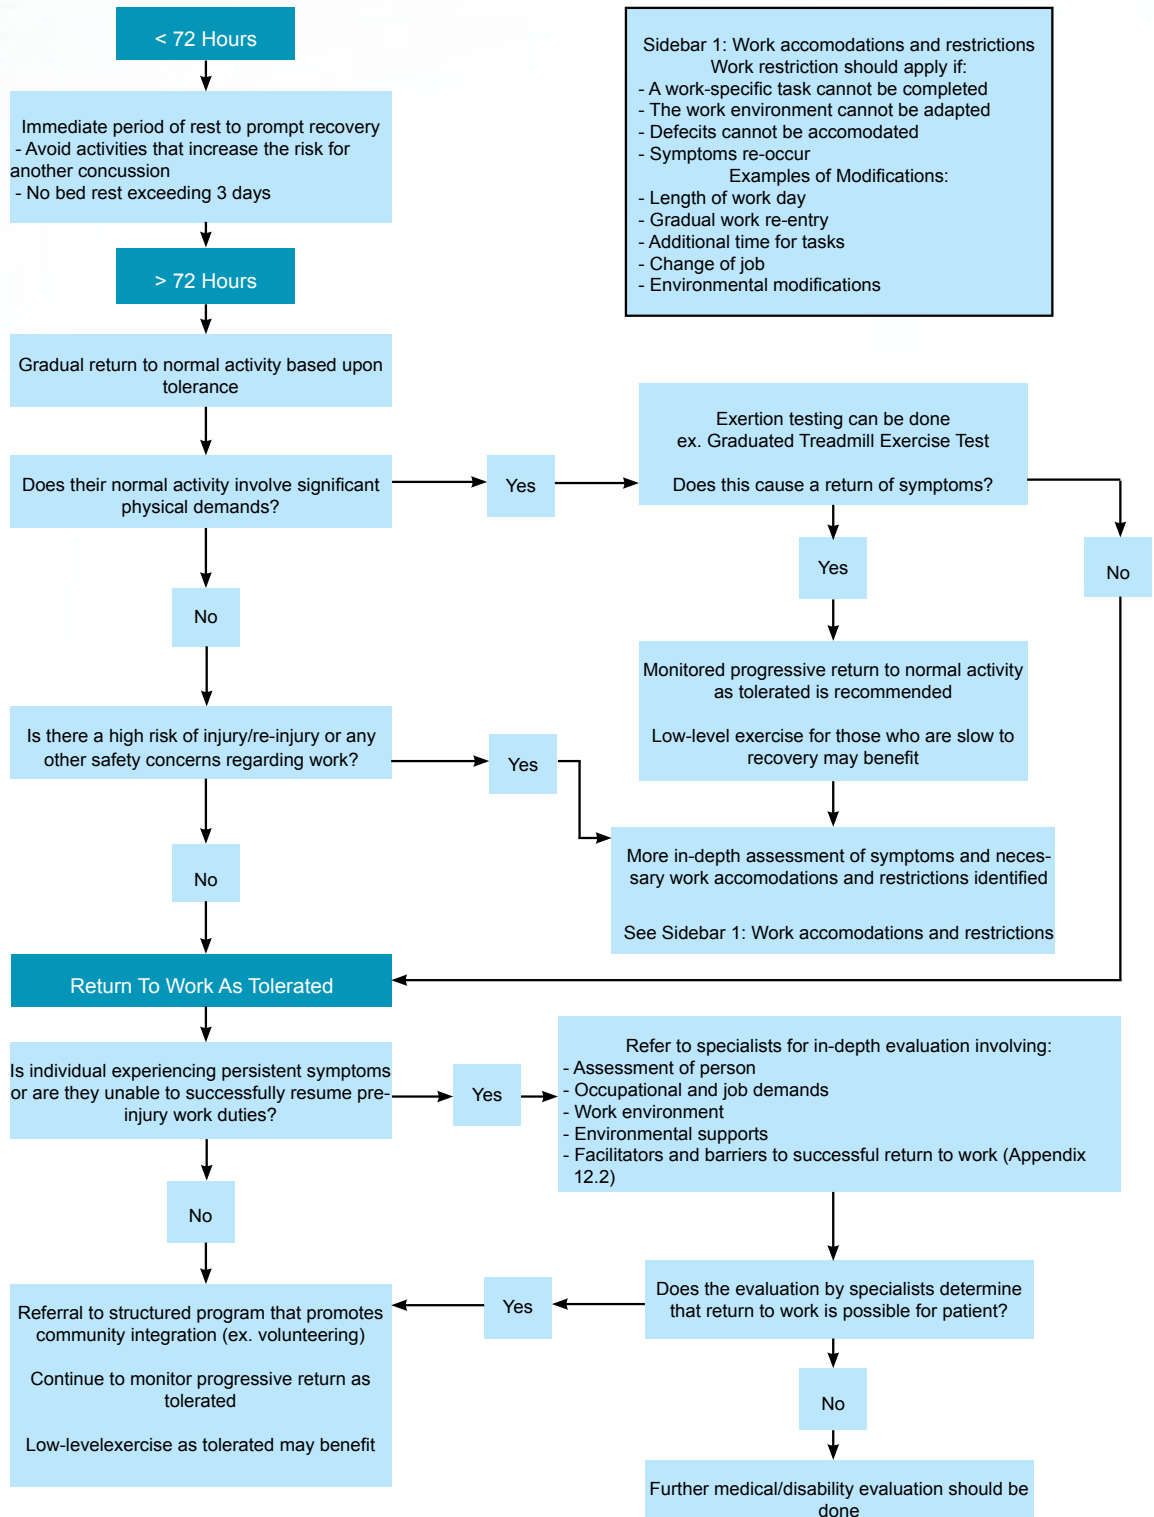 < 72 Hours
Immediate period of rest to prompt recovery
- Avoid activities that increase the risk for
another concussion
- No bed rest exceeding 3 days
> 72 Hours
Gradual return to normal activity based upon
tolerance
Does their normal activity involve significant
physical demands?
Yes
No
Sidebar 1: Work accomodations and restrictions
Work restriction should apply if:
- A work-specific task cannot be completed
- The work environment cannot be adapted
- Defecits cannot be accomodated
- Symptoms re-occur
Examples of Modifications:
- Length of work day
- Gradual work re-entry
- Additional time for tasks
- Change of job
- Environmental modifications
Exertion testing can be done
ex. Graduated Treadmill Exercise Test
Does this cause a return of symptoms?
Yes
No
Monitored progressive return to normal activity
as tolerated is recommended
Low-level exercise for those who are slow to
recovery may benefit
Is there a high risk of injury/re-injury or any
other safety concerns regarding work?
Yes
No
More in-depth assessment of symptoms and neces-
sary work accomodations and restrictions identified
See Sidebar 1: Work accomodations and restrictions
Return To Work As Tolerated
Is individual experiencing persistent symptoms
or are they unable to successfully resume pre-
injury work duties?
Yes
No
Refer to specialists for in-depth evaluation involving:
- Assessment of person
- Occupational and job demands
- Work environment
- Environmental supports
- Facilitators and barriers to successful return to work (Appendix
12.2)
Does the evaluation by specialists determine
that return to work is possible for patient?
Yes
No
Referral to structured program that promotes
community integration (ex. volunteering)
Continue to monitor progressive return as
tolerated
Low-levelexercise as tolerated may benefit
Further medical/disability evaluation should be
done